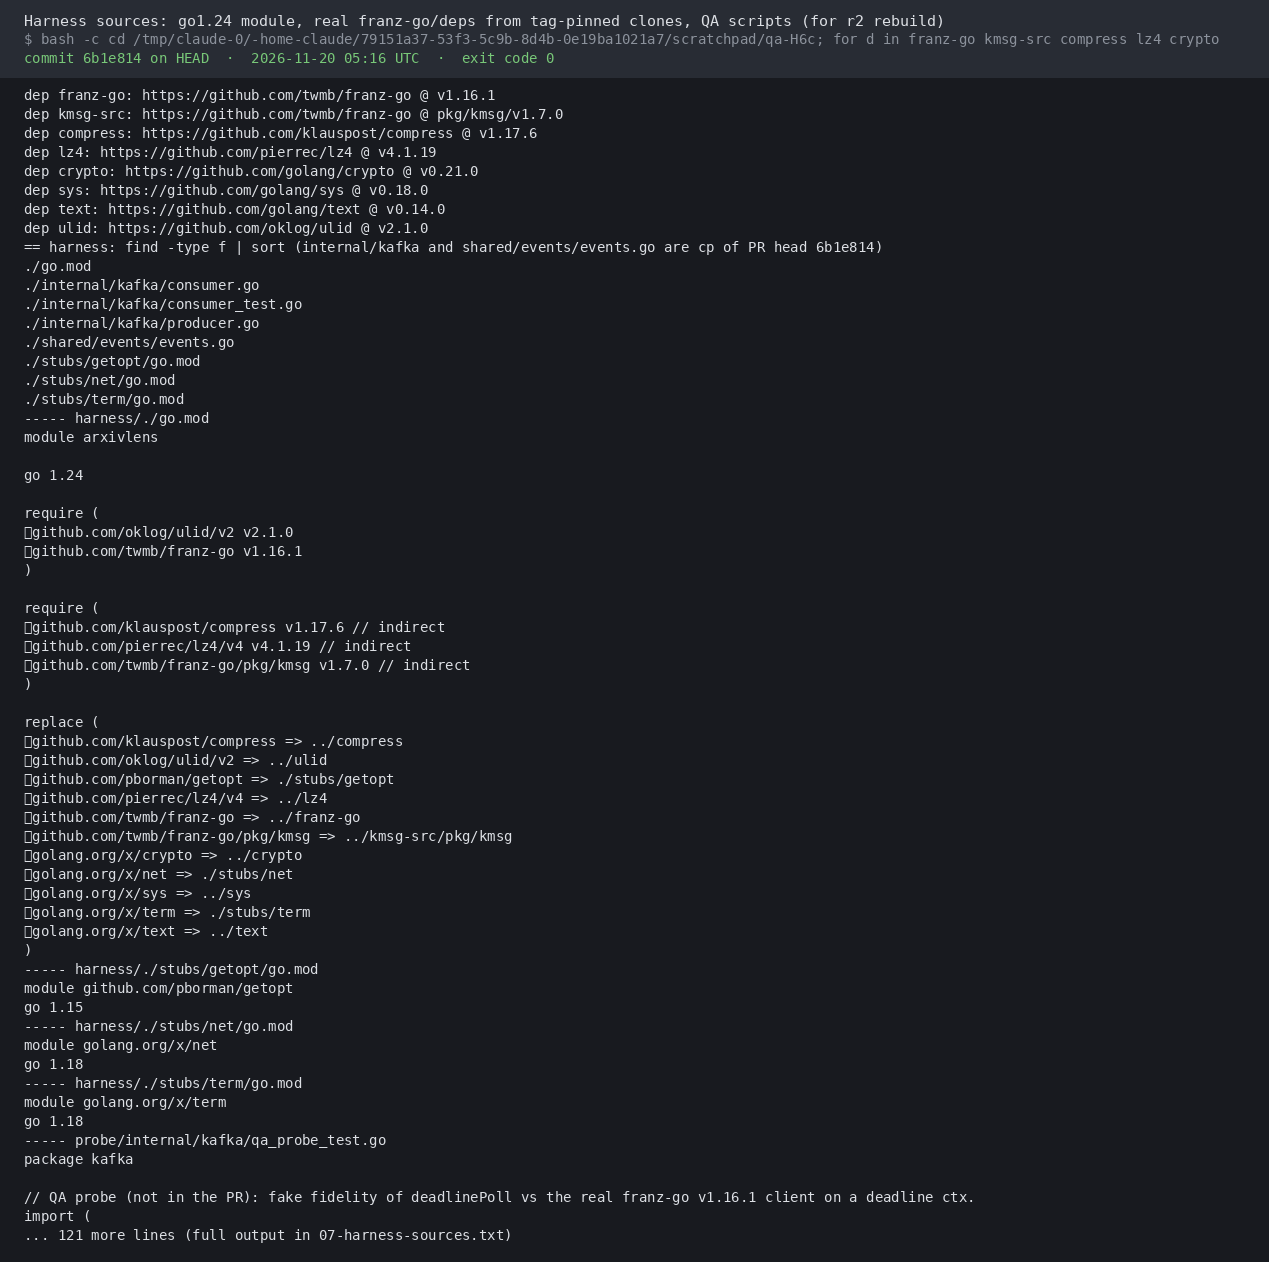 Harness sources: go1.24 module, real franz-go/deps from tag-pinned clones, QA scripts (for r2 rebuild)
$ bash -c cd /tmp/claude-0/-home-claude/79151a37-53f3-5c9b-8d4b-0e19ba1021a7/scratchpad/qa-H6c; for d in franz-go kmsg-src compress lz4 crypto
commit 6b1e814 on HEAD · 2026-11-20 05:16 UTC · exit code 0
dep franz-go: https://github.com/twmb/franz-go @ v1.16.1
dep kmsg-src: https://github.com/twmb/franz-go @ pkg/kmsg/v1.7.0
dep compress: https://github.com/klauspost/compress @ v1.17.6
dep lz4: https://github.com/pierrec/lz4 @ v4.1.19
dep crypto: https://github.com/golang/crypto @ v0.21.0
dep sys: https://github.com/golang/sys @ v0.18.0
dep text: https://github.com/golang/text @ v0.14.0
dep ulid: https://github.com/oklog/ulid @ v2.1.0
== harness: find -type f | sort (internal/kafka and shared/events/events.go are cp of PR head 6b1e814)
./go.mod
./internal/kafka/consumer.go
./internal/kafka/consumer_test.go
./internal/kafka/producer.go
./shared/events/events.go
./stubs/getopt/go.mod
./stubs/net/go.mod
./stubs/term/go.mod
----- harness/./go.mod
module arxivlens

go 1.24

require (
github.com/oklog/ulid/v2 v2.1.0
github.com/twmb/franz-go v1.16.1
)

require (
github.com/klauspost/compress v1.17.6 // indirect
github.com/pierrec/lz4/v4 v4.1.19 // indirect
github.com/twmb/franz-go/pkg/kmsg v1.7.0 // indirect
)

replace (
github.com/klauspost/compress => ../compress
github.com/oklog/ulid/v2 => ../ulid
github.com/pborman/getopt => ./stubs/getopt
github.com/pierrec/lz4/v4 => ../lz4
github.com/twmb/franz-go => ../franz-go
github.com/twmb/franz-go/pkg/kmsg => ../kmsg-src/pkg/kmsg
golang.org/x/crypto => ../crypto
golang.org/x/net => ./stubs/net
golang.org/x/sys => ../sys
golang.org/x/term => ./stubs/term
golang.org/x/text => ../text
)
----- harness/./stubs/getopt/go.mod
module github.com/pborman/getopt
go 1.15
----- harness/./stubs/net/go.mod
module golang.org/x/net
go 1.18
----- harness/./stubs/term/go.mod
module golang.org/x/term
go 1.18
----- probe/internal/kafka/qa_probe_test.go
package kafka

// QA probe (not in the PR): fake fidelity of deadlinePoll vs the real franz-go v1.16.1 client on a deadline ctx.
import (
... 121 more lines (full output in 07-harness-sources.txt)